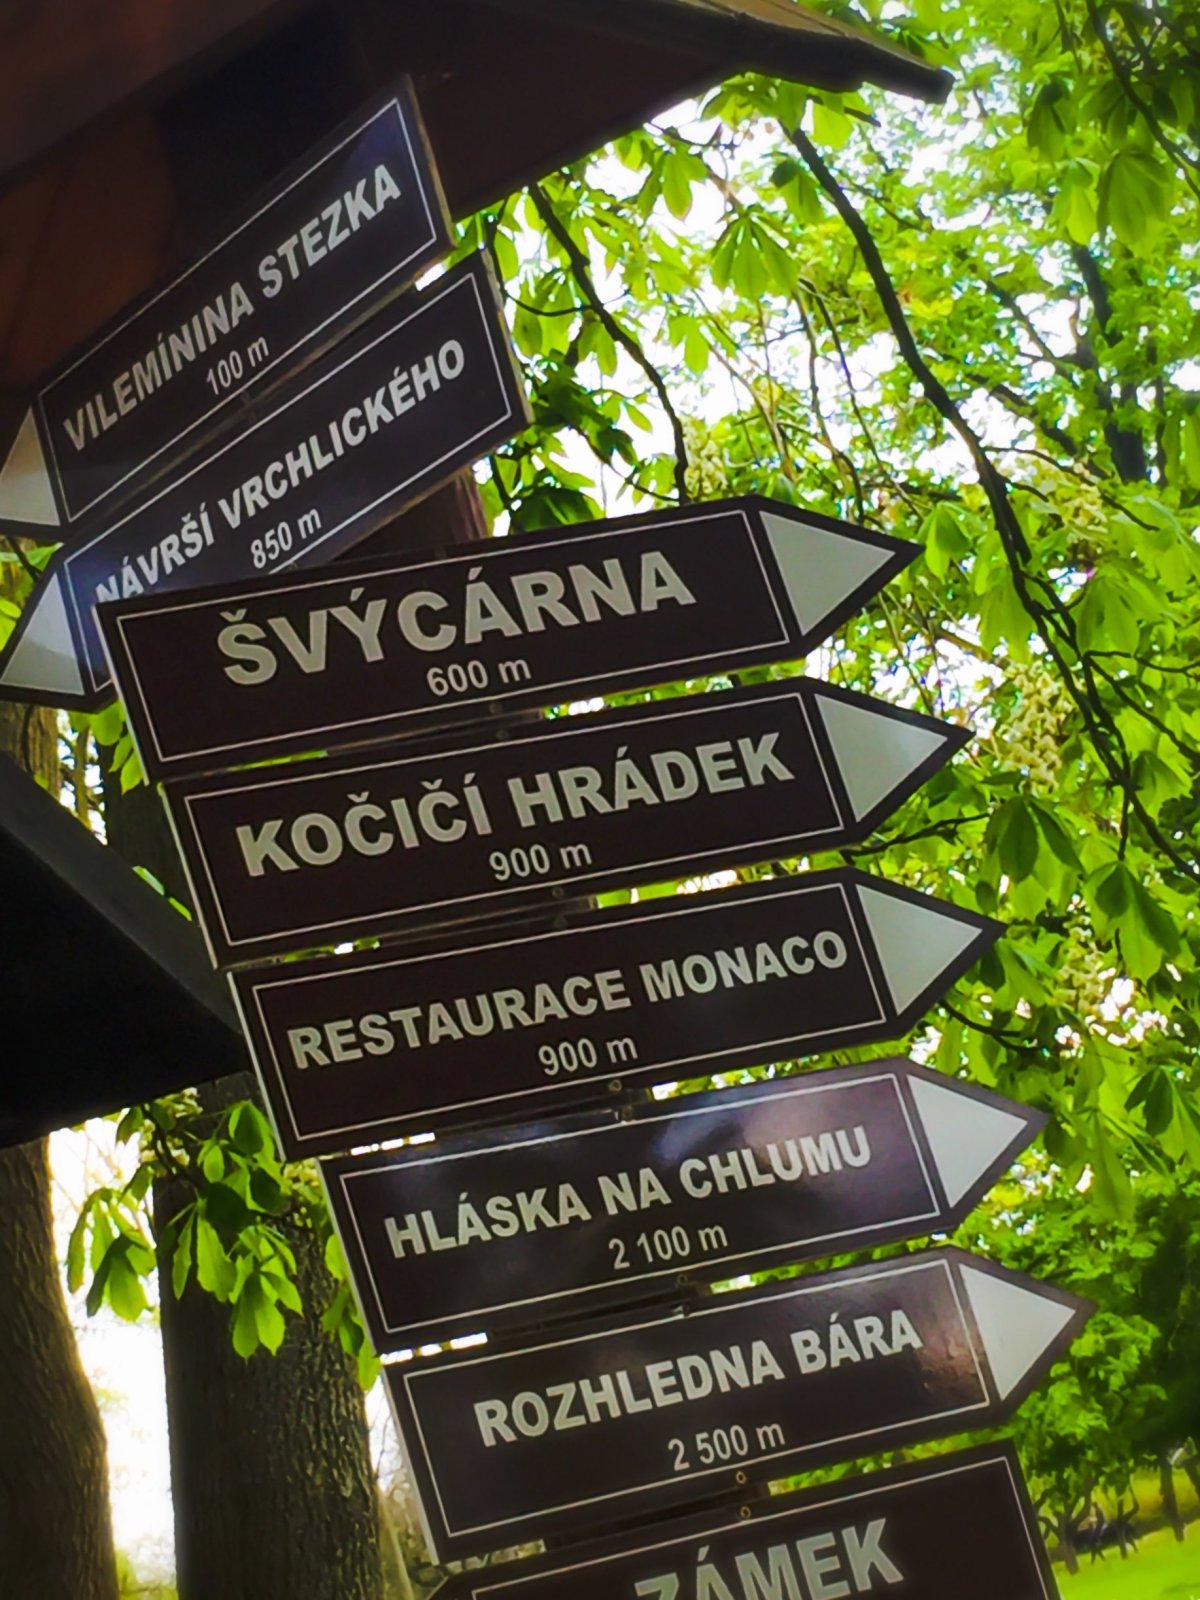 VILEMÍNINA STEZKA
100 m
NÁVRŠÍ VRCHLICKÉHO
850 m
ŠVÝCÁRNA
600 m
KOČIČÍ HRÁDEK
900 m
RESTAURACE MONACO
900 m
HLÁSKA NA CHLUMU
2 100 m
ROZHLEDNA BÁRA
2 500 m
ZÁMEK